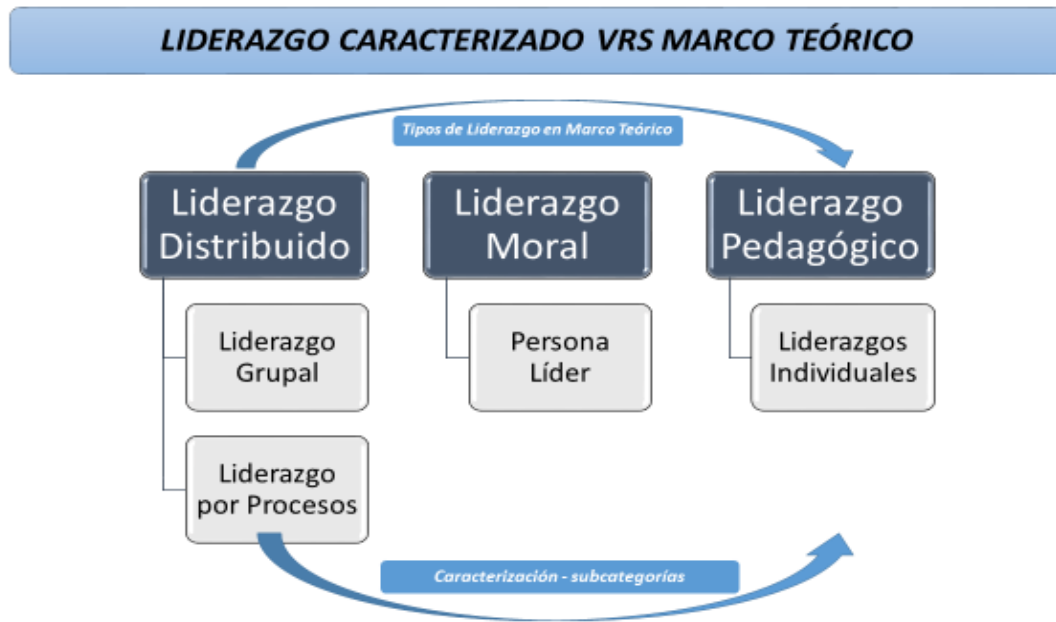 LIDERAZGO CARACTERIZADO VRS MARCO TEÓRICO
Tipos de Liderazgo en Marco Teórico
Liderazgo
Distribuido
Liderazgo
Moral
Liderazgo
Pedagógico
Liderazgo
Grupal
Persona
Líder
Liderazgos
Individuales
Liderazgo
por Procesos
Caracterización - subcategorías